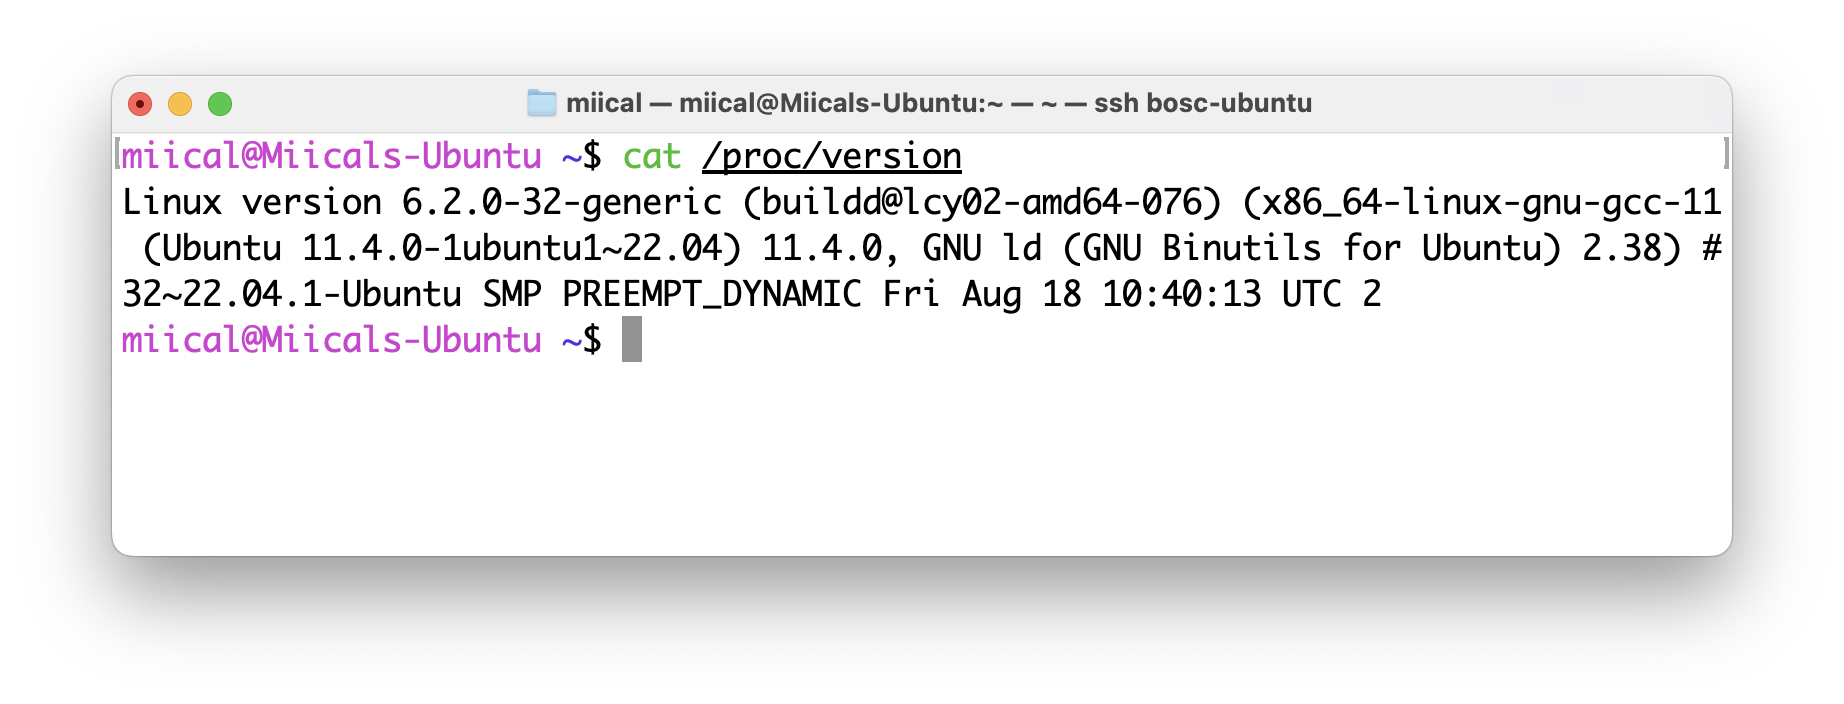 miical — miical@Miicals-Ubuntu:~ — ~ — ssh bosc-ubuntu
miical@Miicals-Ubuntu ~$ cat /proc/version
Linux version 6.2.0-32-generic (buildd@lcy02-amd64-076) (x86_64-linux-gnu-gcc-11
 (Ubuntu 11.4.0-1ubuntu1~22.04) 11.4.0, GNU ld (GNU Binutils for Ubuntu) 2.38) #
32~22.04.1-Ubuntu SMP PREEMPT_DYNAMIC Fri Aug 18 10:40:13 UTC 2
miical@Miicals-Ubuntu ~$